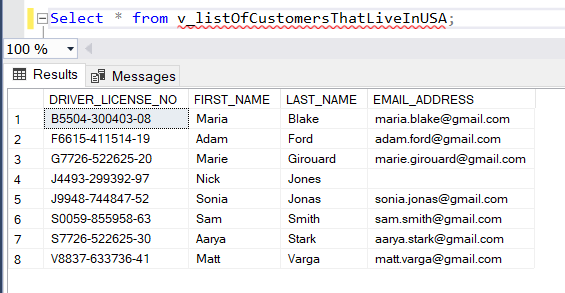 Select * from v_listOfCustomersThatLiveInUSA;
100 %
Results Messages
DRIVER_LICENSE_NO FIRST_NAME LAST_NAME EMAIL_ADDRESS
1 B5504-300403-08 Maria Blake maria.blake@gmail.com
2 F6615-411514-19 Adam Ford adam.ford@gmail.com
3 G7726-522625-20 Marie Girouard marie.girouard@gmail.com
4 J4493-299392-97 Nick Jones
5 J9948-744847-52 Sonia Jonas sonia.jonas@gmail.com
6 S0059-855958-63 Sam Smith sam.smith@gmail.com
7 S7726-522625-30 Aarya Stark aarya.stark@gmail.com
8 V8837-633736-41 Matt Varga matt.varga@gmail.com